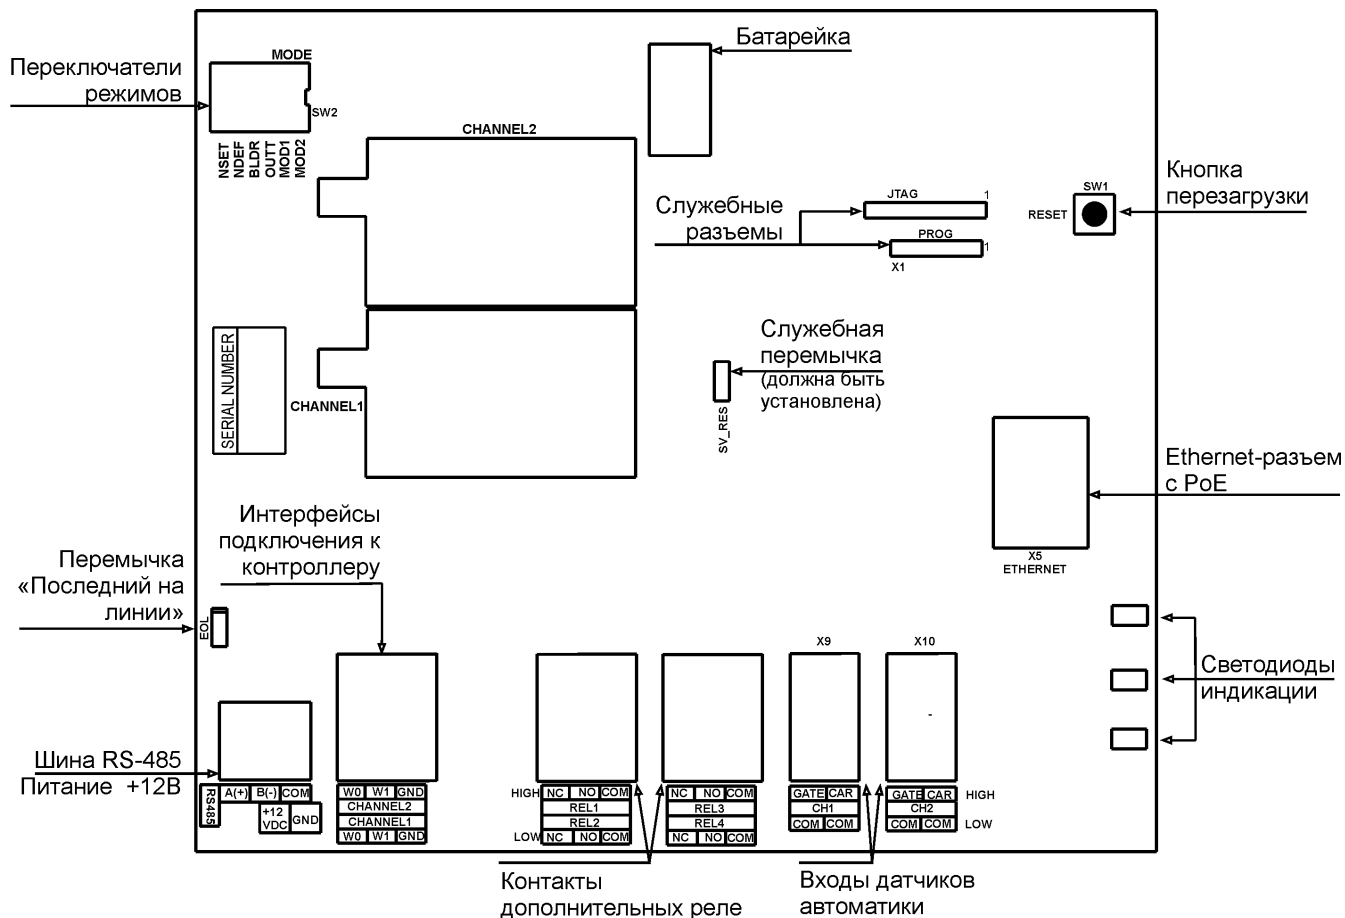 Батарейка
Переключатели
режимов
MODE
SW2
NSET
NDEF
BLDR
OUTT
MOD1
MOD2
CHANNEL2
Служебные
разъемы
JTAG
1
PROG
1
X1
SW1
RESET
Кнопка
перезагрузки
SERIAL NUMBER
CHANNEL1
Служебная
перемычка
(должна быть
установлена)
SV_RES
Ethernet-разъем
с PoE
X5
ETHERNET
Интерфейсы
подключения к
контроллеру
Перемычка
«Последний на
линии»
EOL
X9
X10
Светодиоды
индикации
Шина RS-485
Питание +12В
RS485
A(+) B(-) COM
+12
VDC
GND
W0 W1 GND
CHANNEL2
CHANNEL1
W0 W1 GND
HIGH NC NO COM
REL1
REL2
LOW NC NO COM
NC NO COM
REL3
REL4
NC NO COM
GATE CAR
CH1
COM COM
GATE CAR HIGH
CH2
COM COM LOW
Контакты
дополнительных реле
Входы датчиков
автоматики